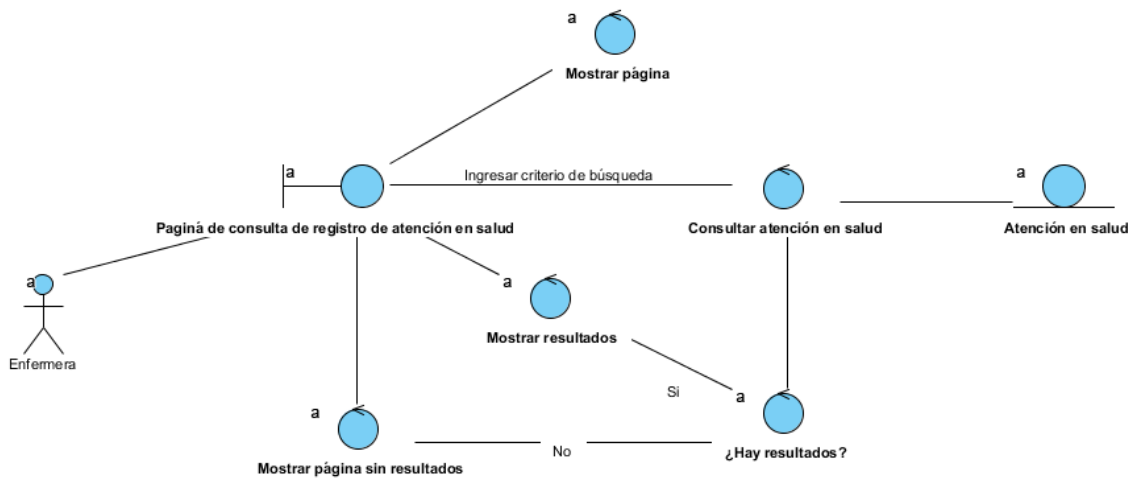 a
Mostrar página
a
Ingresar criterio de búsqueda
a
Paginá de consulta de registro de atención en salud
Consultar atención en salud
Atención en salud
a
a
Enfermera
Mostrar resultados
Si
a
a
No
Mostrar página sin resultados
¿Hay resultados?
a